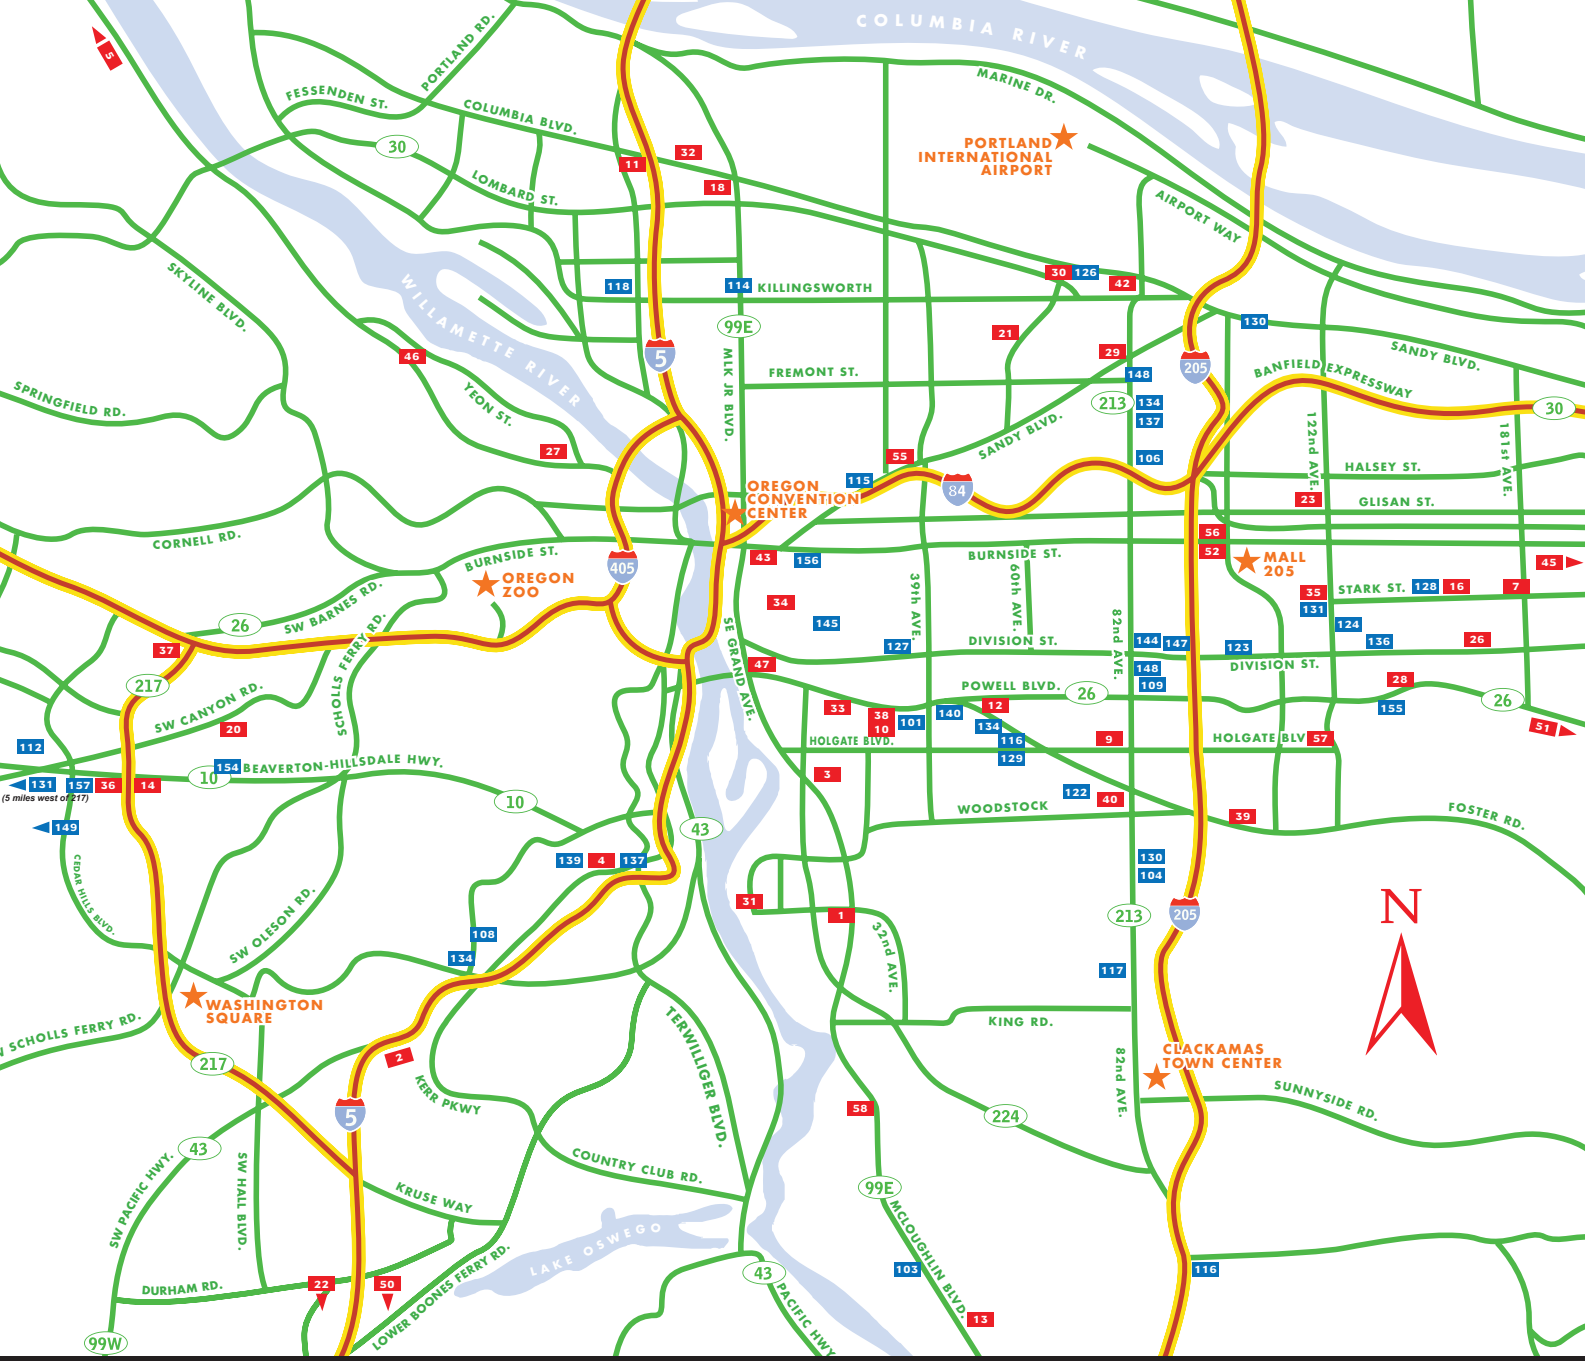 COLUMBIA RIVER
5
PORTLAND RD.
FESSENDEN ST.
COLUMBIA BLVD.
MARINE DR.
30
32
11
18
PORTLAND
INTERNATIONAL
AIRPORT
LOMBARD ST.
AIRPORT WAY
SKYLINE BLVD.
WILLAMETTE RIVER
118
114
KILLINGSWORTH
30
126
42
99E
21
130
46
5
MLK JR BLVD.
29
205
SANDY BLVD.
SPRINGFIELD RD.
YEON ST.
FREMONT ST.
148
BANFIELD EXPRESSWAY
213
134
137
30
27
SANDY BLVD.
122nd AVE.
181st AVE.
55
106
HALSEY ST.
115
84
OREGON
CONVENTION
CENTER
23
GLISAN ST.
CORNELL RD.
BURNSIDE ST.
405
43
156
BURNSIDE ST.
56
52
MALL
205
45
OREGON
ZOO
SW BARNES RD.
26
39th AVE.
60th AVE.
82nd AVE.
34
35
131
STARK ST.
128
16
7
145
124
SE GRAND AVE.
127
DIVISION ST.
144
147
123
136
26
DIVISION ST.
37
SCHOLLS FERRY RD.
47
148
109
217
SW CANYON RD.
POWELL BLVD.
26
28
155
26
20
33
38
10
101
140
12
134
51
112
116
129
9
HOLGATE BLVD.
HOLGATE BLV
57
154
BEAVERTON-HILLSDALE HWY.
10
131
157
36
14
(5 miles west of 217)
3
10
122
40
WOODSTOCK
39
FOSTER RD.
149
43
CEDAR HILLS BLVD.
139
4
137
130
104
31
1
213
205
N
SW OLESON RD.
32nd AVE.
108
134
117
WASHINGTON
SQUARE
W SCHOLLS FERRY RD.
KING RD.
TERWILLIGER BLVD.
217
2
82nd AVE.
CLACKAMAS
TOWN CENTER
KERR PKWY
SUNNYSIDE RD.
5
58
224
43
SW PACIFIC HWY.
SW HALL BLVD.
COUNTRY CLUB RD.
KRUSE WAY
99E
MCLOUGHLIN BLVD.
LAKE OSWEGO
DURHAM RD.
22
50
LOWER BOONES FERRY RD.
43
PACIFIC HWY
103
116
13
99W